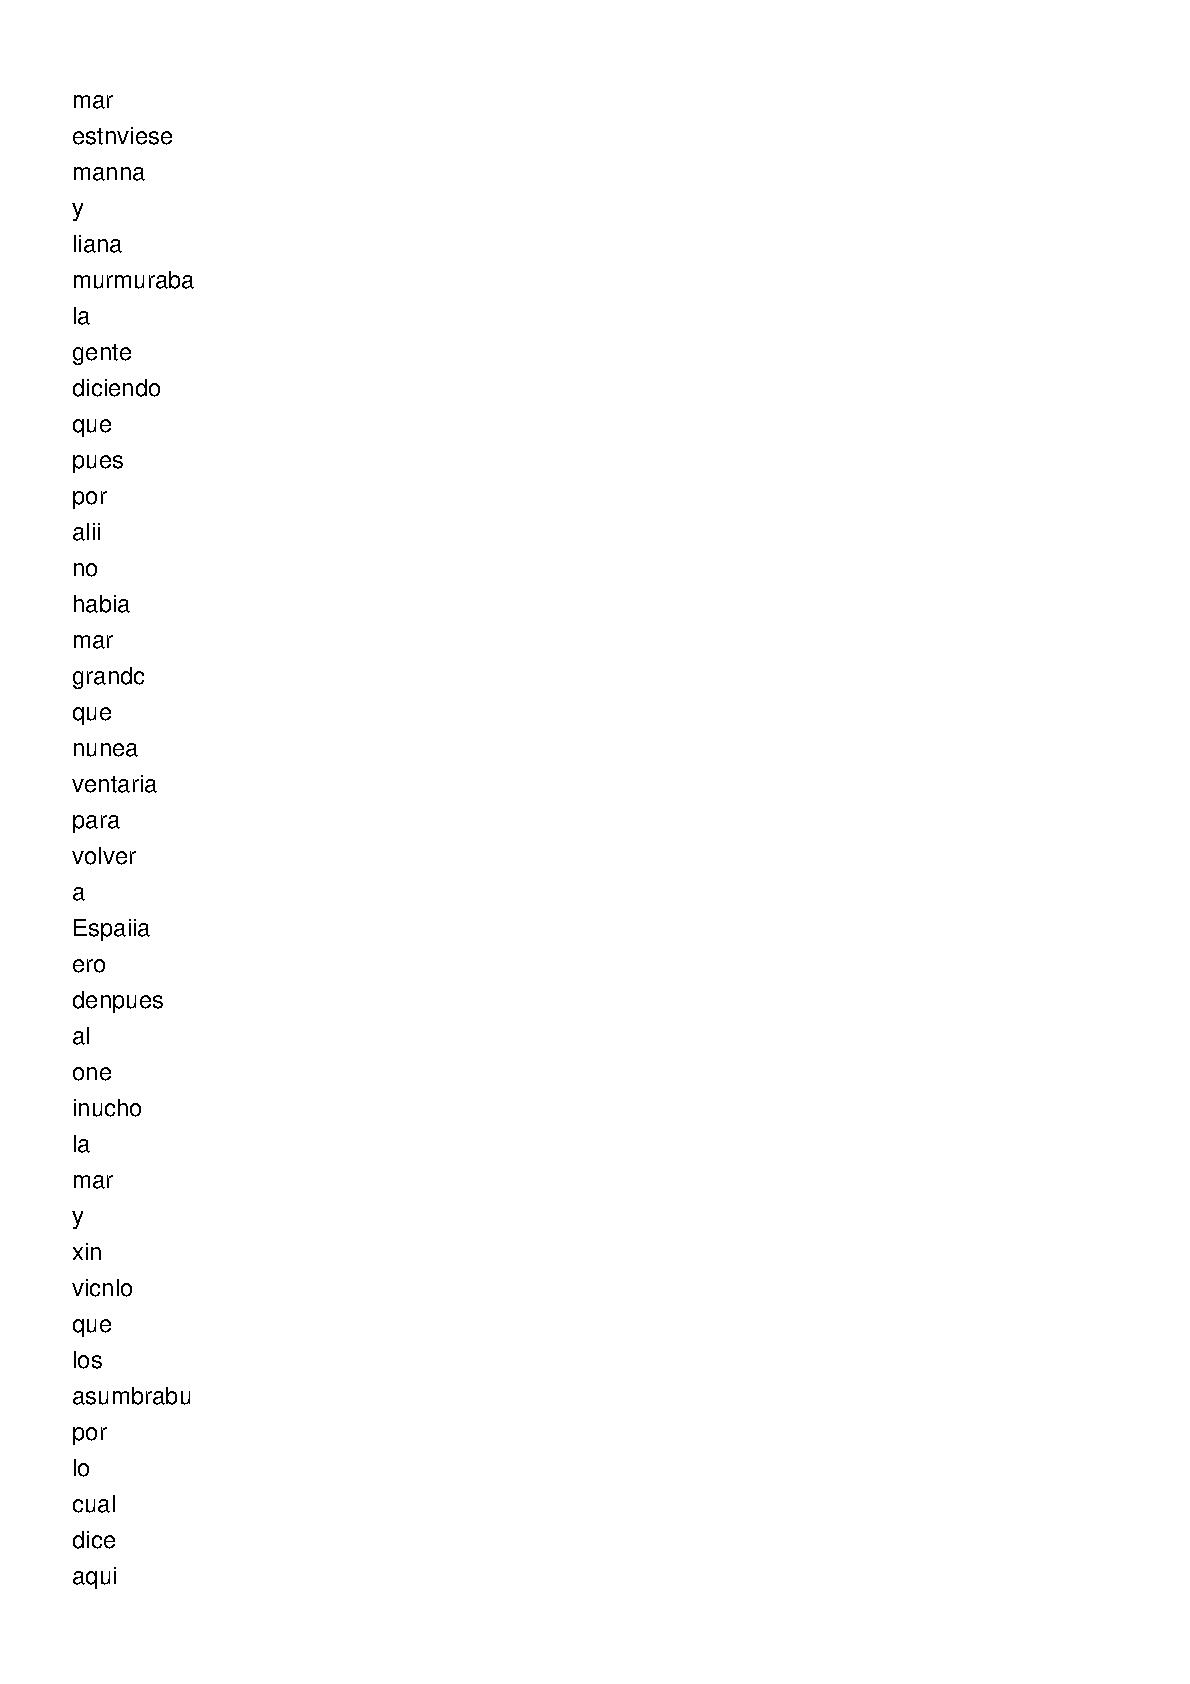 mar
estnviese
manna
y
liana
murmuraba
la
gente
diciendo
que
pues
por
alii
no
habia
mar
grandc
que
nunea
ventaria
para
volver
a
Espaiia
ero
denpues
al
one
inucho
la
mar
y
xin
vicnlo
que
los
asumbrabu
por
lo
cual
dice
aqui